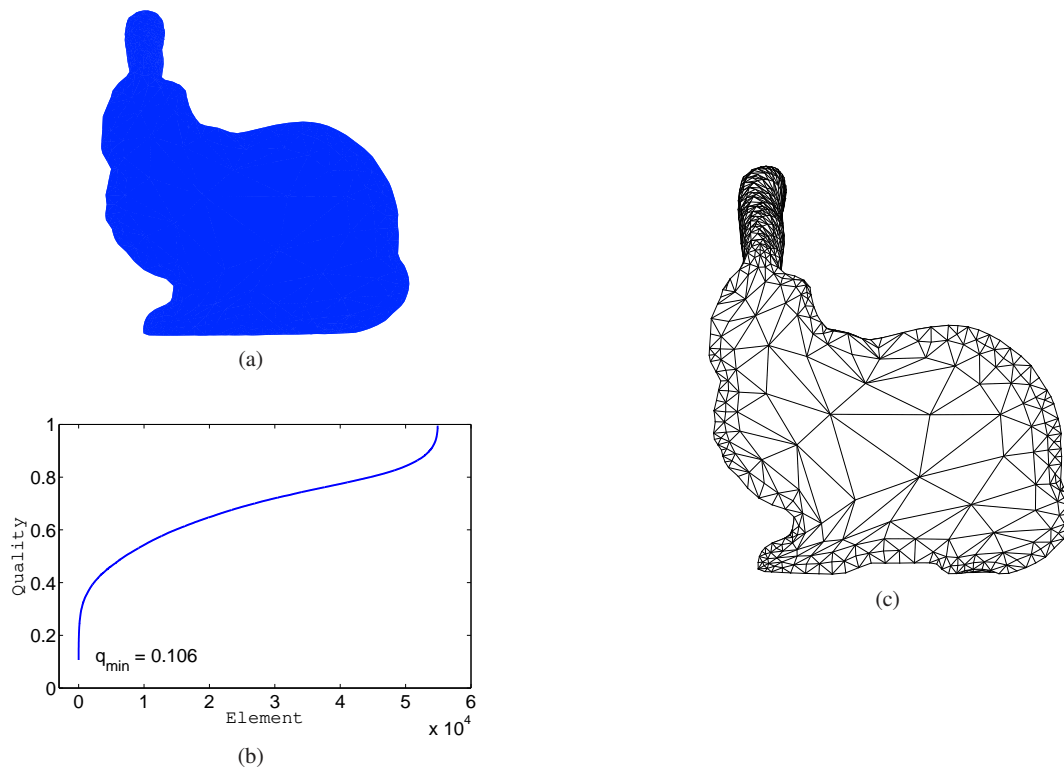 (a)
1
0.8
0.6
0.4
0.2
0
Quality
q_min = 0.106
0 1 2 3 4 5 6
Element
x 10^4
(b)
(c)